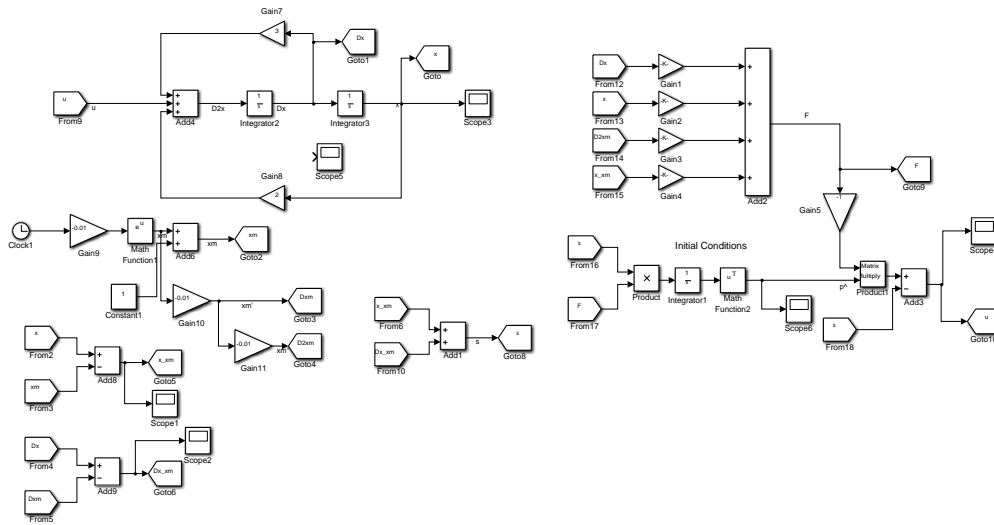 Gain7
3
Dx
Goto1
x
Goto
u
From9
u
+
+
+
Add4
D2x
1
s
Integrator2
Dx
1
s
Integrator3
x
Scope3
Scope5
Gain8
2
Clock1
-0.01
Gain9
e u
Math
Function1
xm
+
+
Add6
xm
xm
Goto2
1
Constant1
-0.01
Gain10
xm'
Dxm
Goto3
-0.01
Gain11
xm
D2xm
Goto4
x
From2
xm
From3
+
−
Add8
x_xm
Goto5
Scope1
Dx
From4
Dxm
From5
+
−
Add9
Scope2
Dx_xm
Goto6
x_xm
From6
Dx_xm
From10
+
+
Add1
s
s
Goto8
Dx
From12
-K-
Gain1
x
From13
-K-
Gain2
D2xm
From14
-K-
Gain3
x_xm
From15
-K-
Gain4
+
+
+
+
Add2
F
F
Goto9
-1
Gain5
Initial Conditions
s
From16
F
From17
×
Product
1
s
Integrator1
u T
Math
Function2
Scope6
p^
Matrix
Multiply
Product1
s
From18
+
−
Add3
Scope
u
Goto10